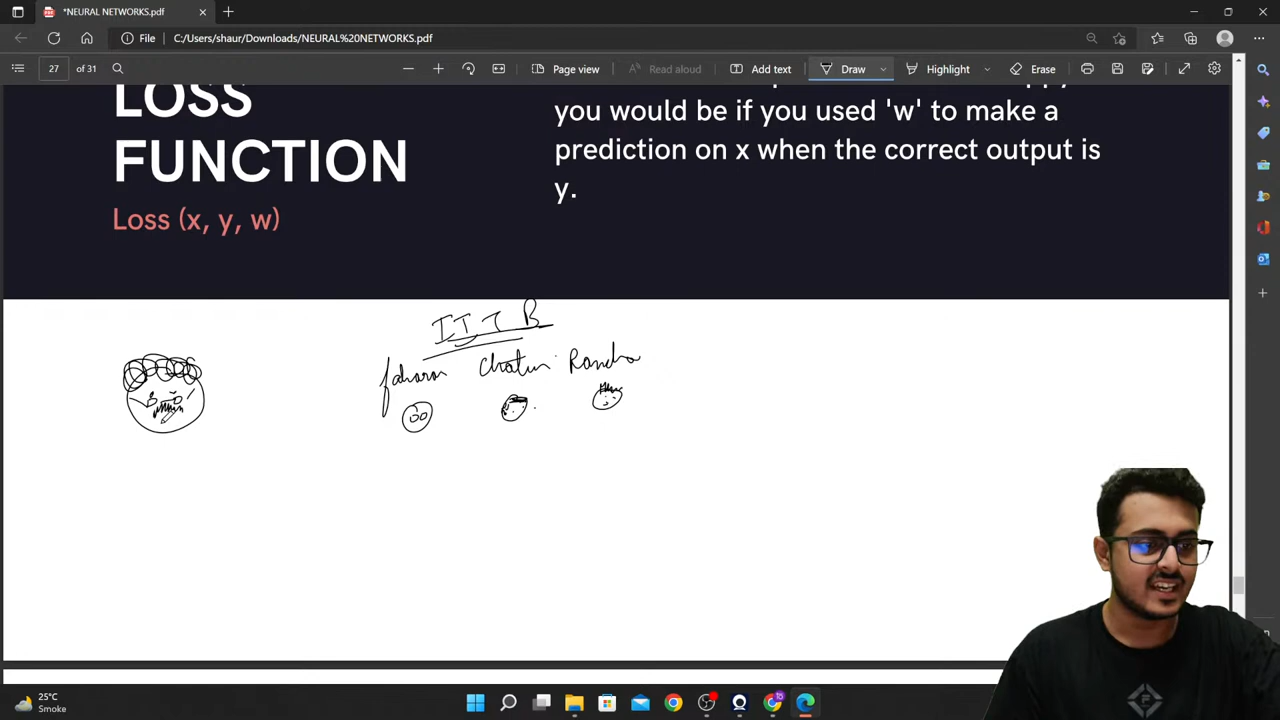 *NEURAL NETWORKS.pdf
File C:/Users/shaur/Downloads/NEURAL%20NETWORKS.pdf
27 of 31 Page view Read aloud Add text Draw Highlight Erase
LOSS
FUNCTION
Loss (x, y, w)
you would be if you used 'w' to make a
prediction on x when the correct output is
y.
IIT B
faharan Chatur Rancho
25°C
Smoke